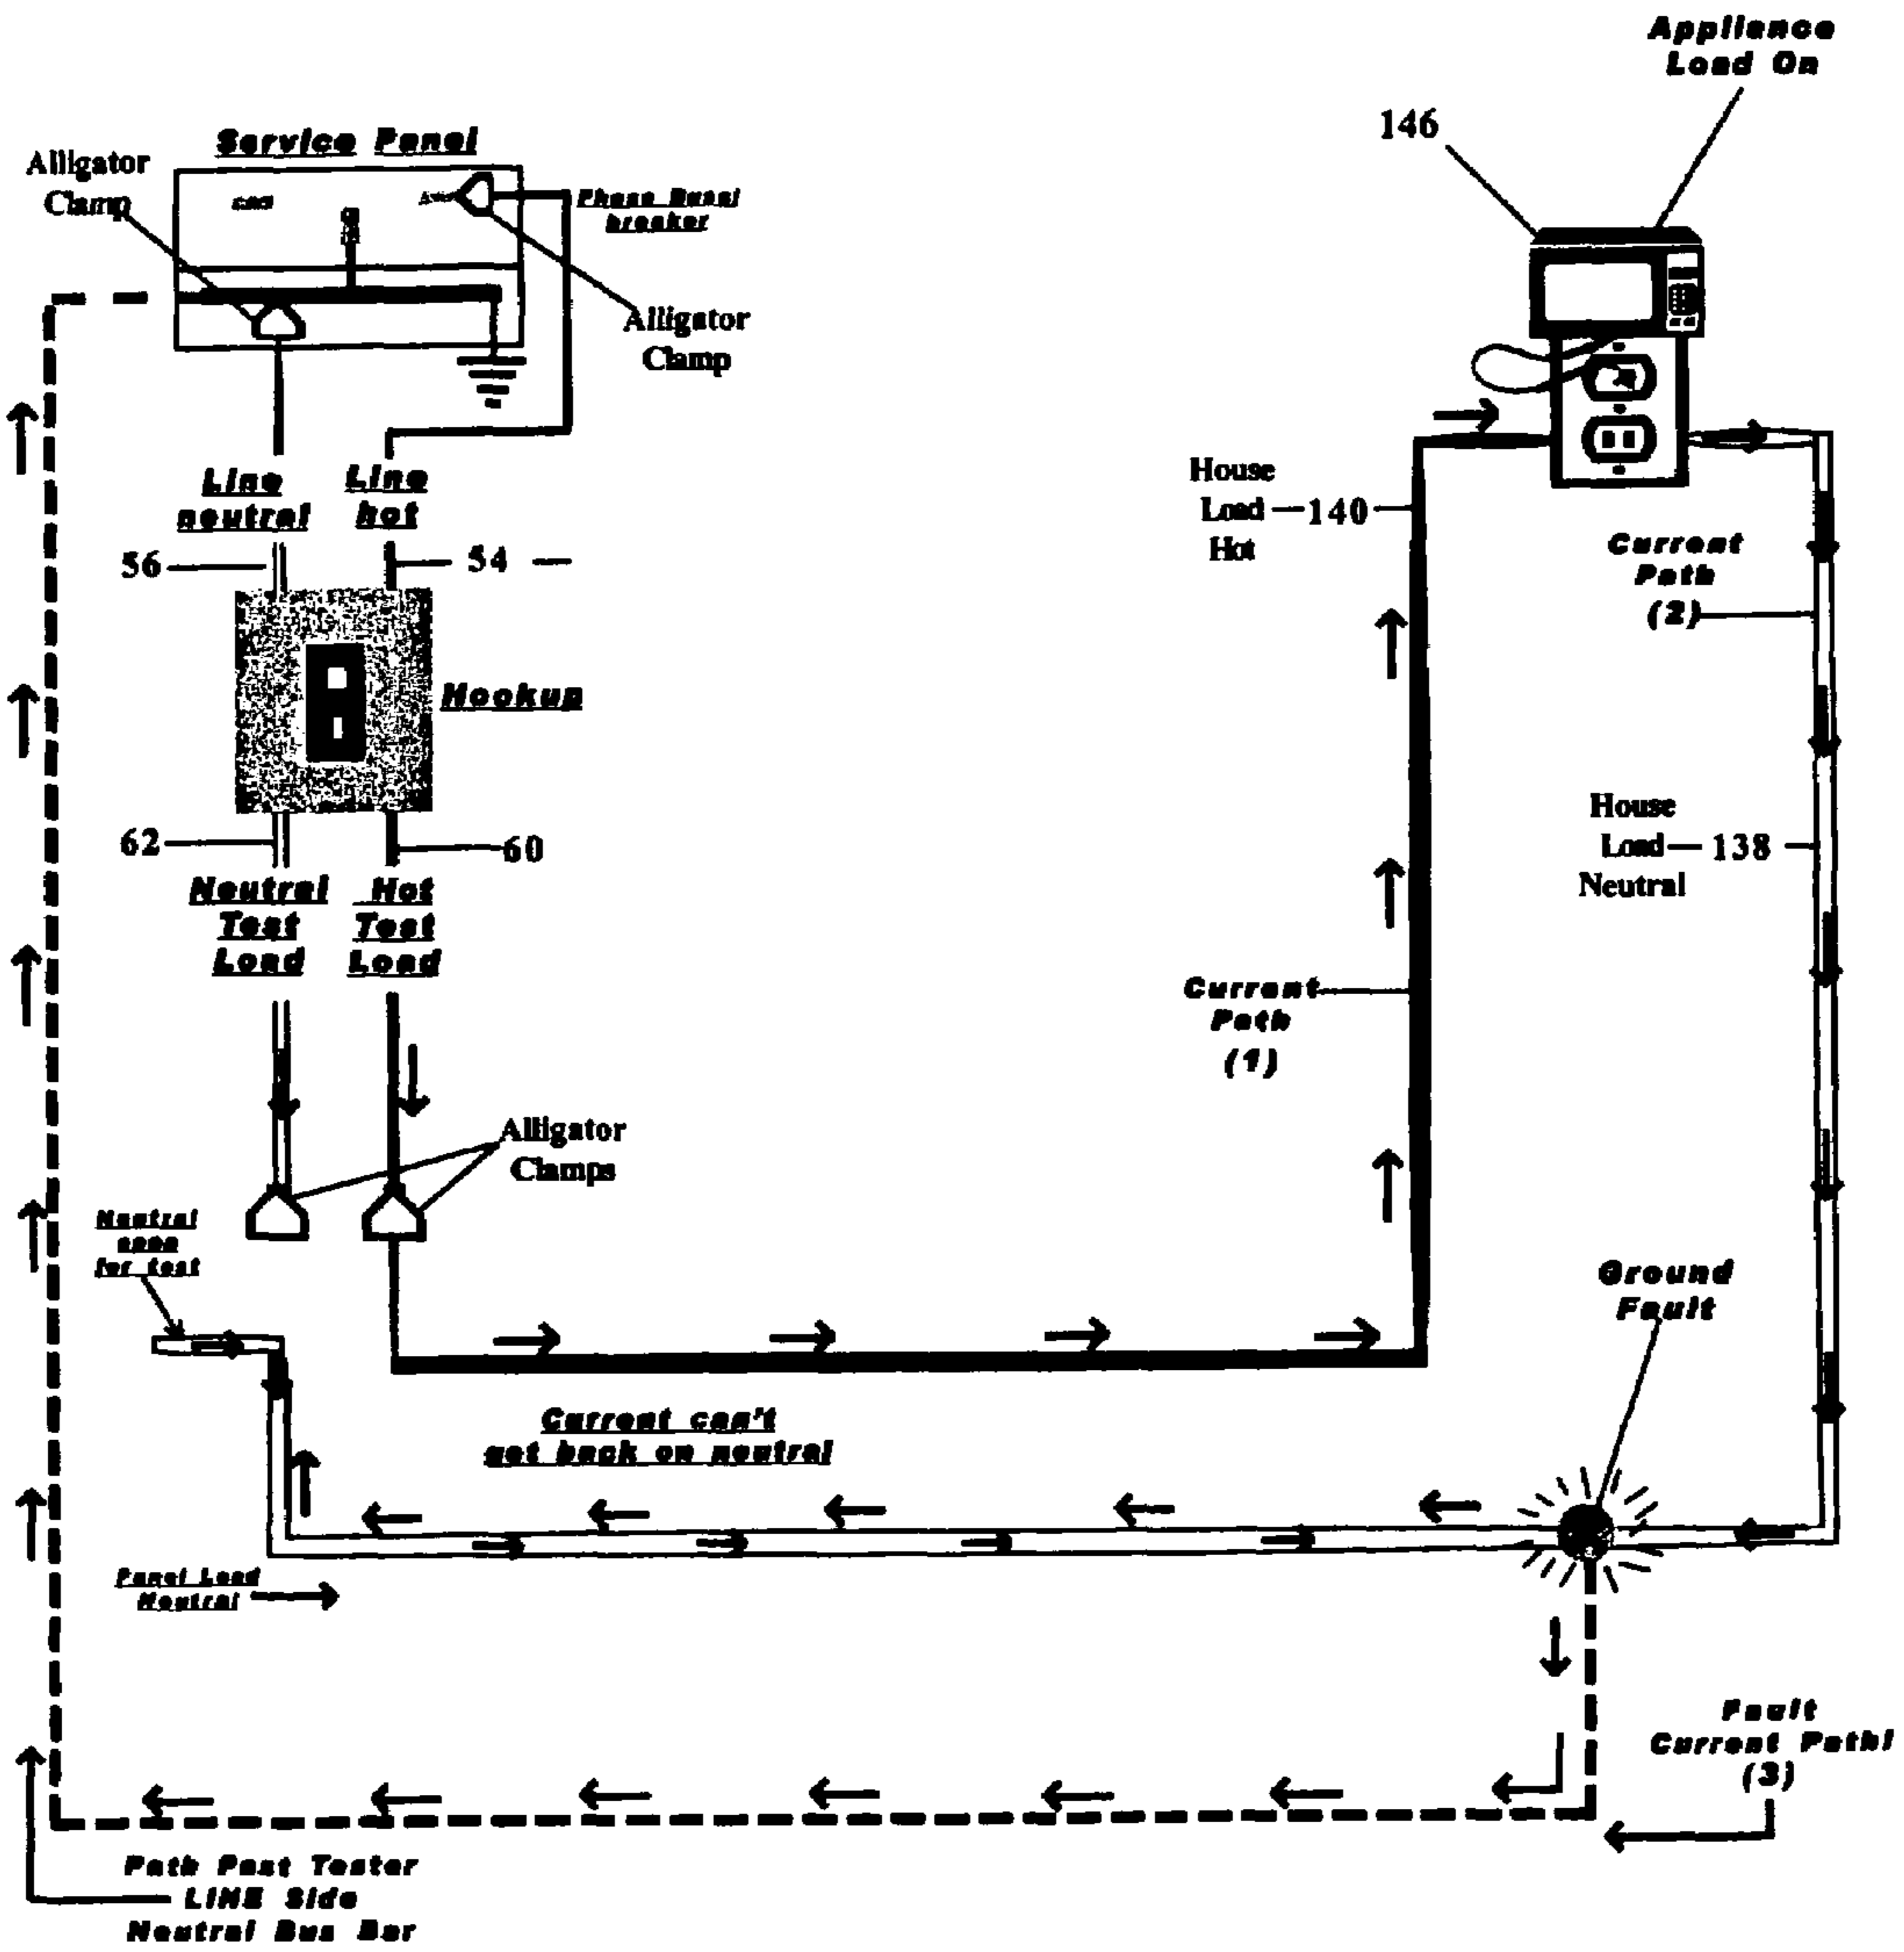 Appliance
Load On
146
Service Panel
Alligator
Clamp
breaker
Alligator
Clamp
House
Load 140
Hot
Line
neutral
Line
hot
56
54
Current
Path
(2)
Hookup
House
Load 138
Neutral
62
60
Neutral
Test
Load
Hot
Test
Load
Current
Path
(1)
Alligator
Clamps
Neutral
open
for test
Ground
Fault
Current can't
get back on neutral
Panel Load
Neutral
Fault
Current Path!
(3)
Path Past Tester
LINE Side
Neutral Bus Bar